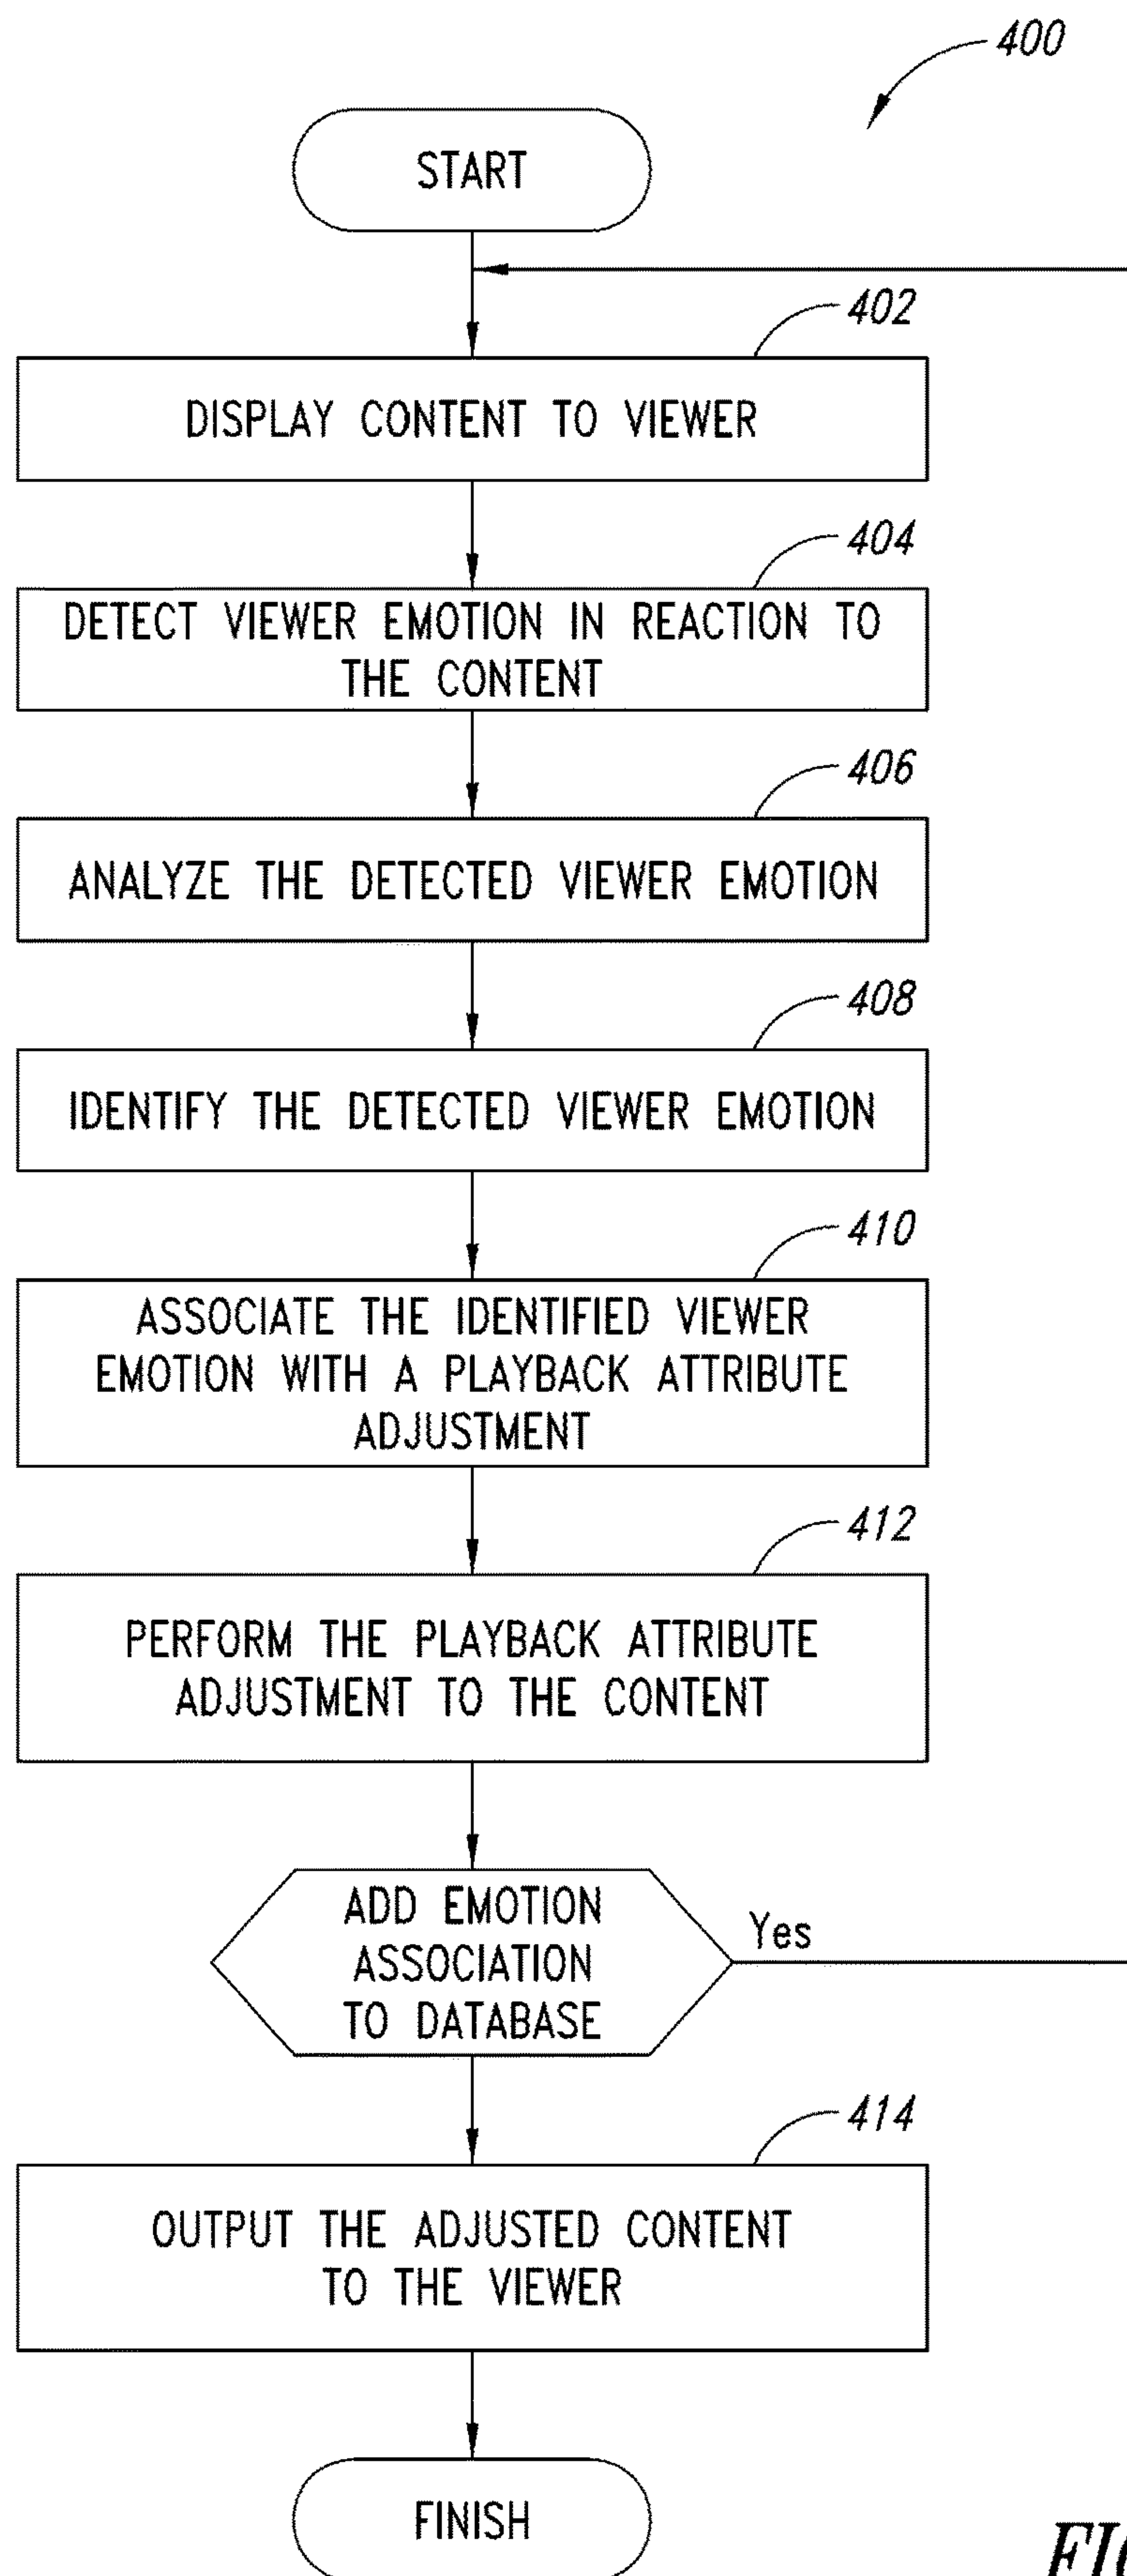 400
START
402
DISPLAY CONTENT TO VIEWER
404
DETECT VIEWER EMOTION IN REACTION TO
THE CONTENT
406
ANALYZE THE DETECTED VIEWER EMOTION
408
IDENTIFY THE DETECTED VIEWER EMOTION
410
ASSOCIATE THE IDENTIFIED VIEWER
EMOTION WITH A PLAYBACK ATTRIBUTE
ADJUSTMENT
412
PERFORM THE PLAYBACK ATTRIBUTE
ADJUSTMENT TO THE CONTENT
ADD EMOTION
ASSOCIATION
TO DATABASE
Yes
414
OUTPUT THE ADJUSTED CONTENT
TO THE VIEWER
FINISH